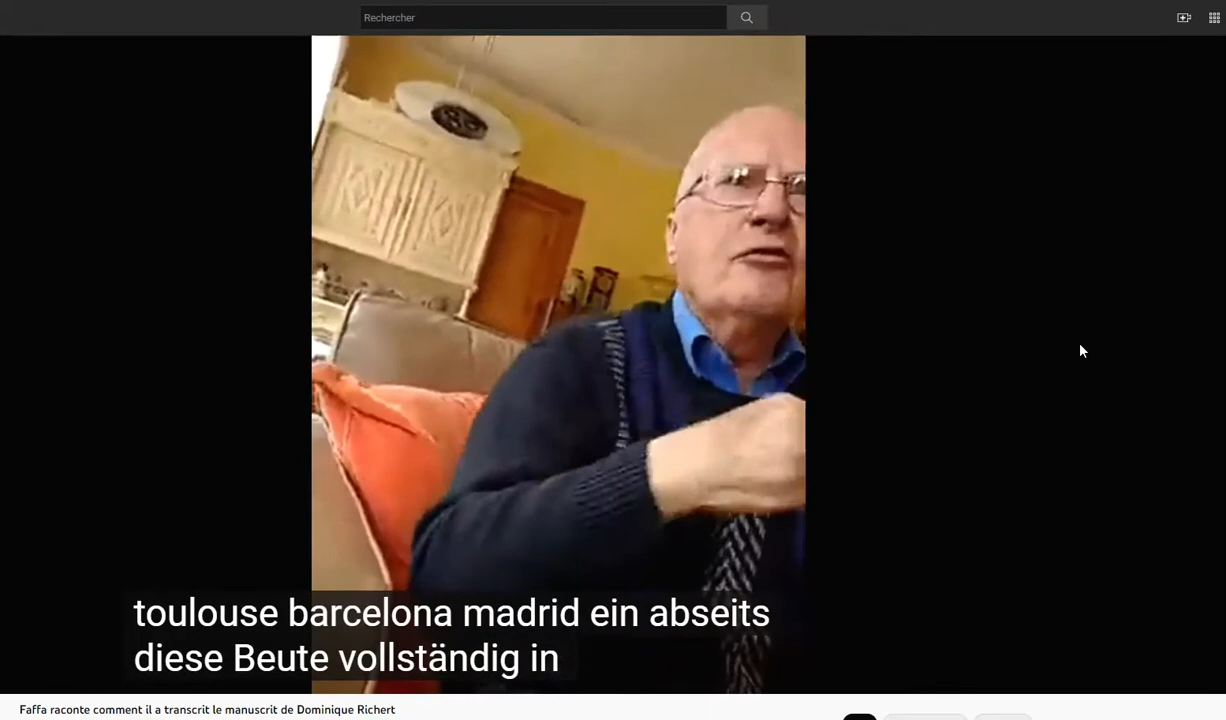 Rechercher
toulouse barcelona madrid ein abseits
diese Beute vollständig in
Faffa raconte comment il a transcrit le manuscrit de Dominique Richert